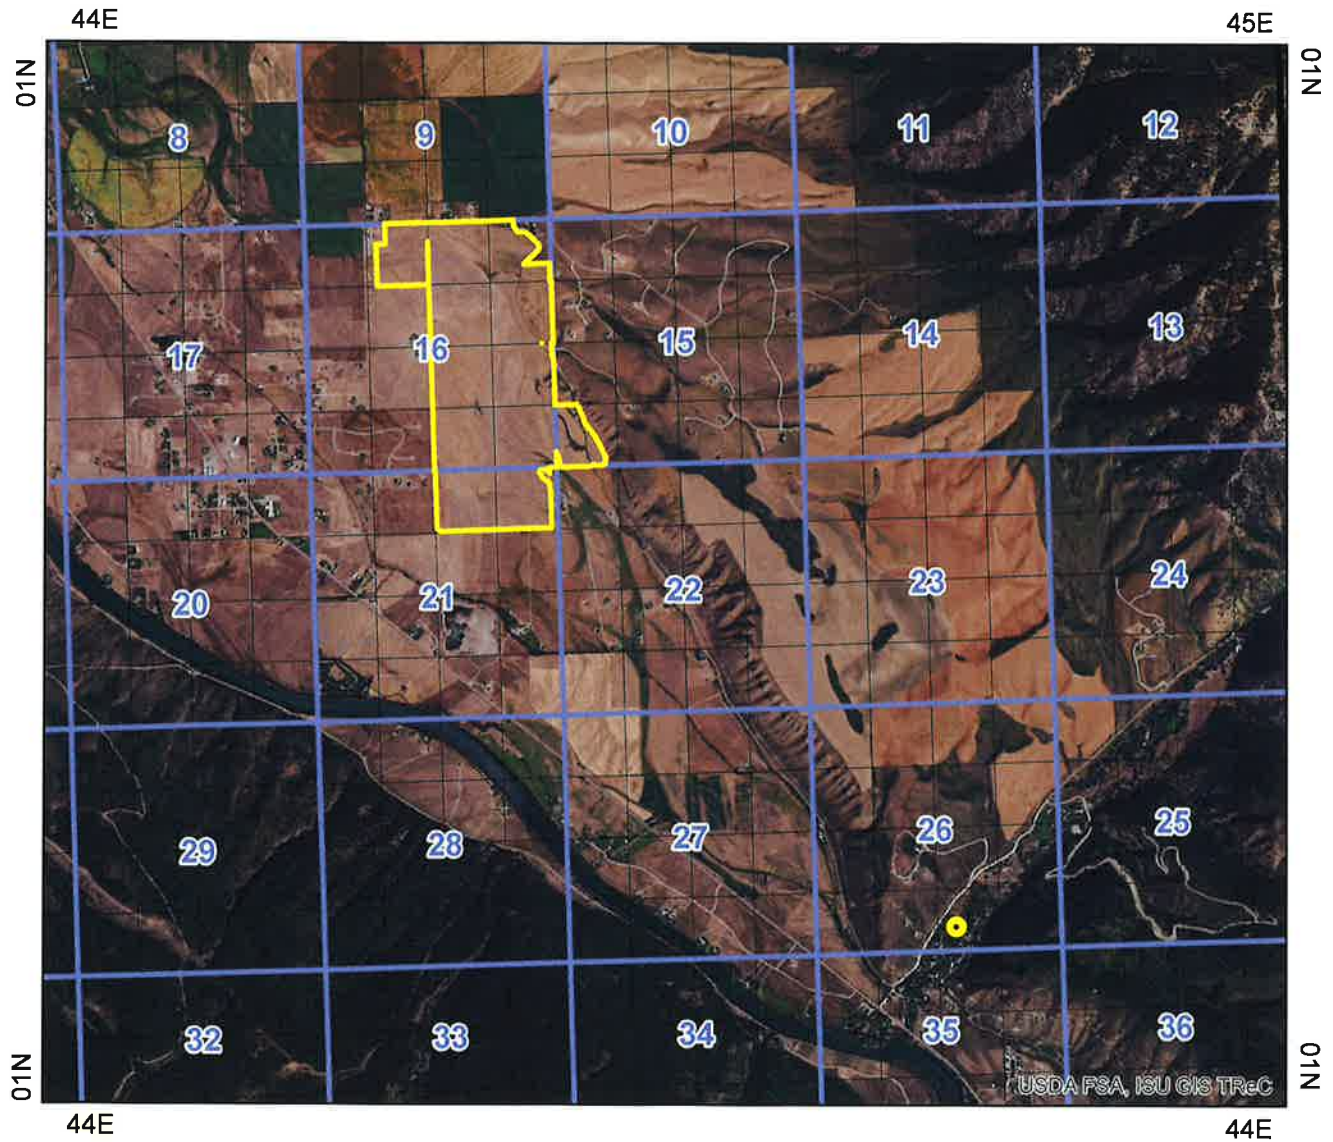 44E 45E
01N 01N
8 9 10 11 12
17 16 15 14 13
20 21 22 23 24
29 28 27 26 25
32 33 34 35 36
01N 01N
USDA FSA, ISU GIS TReC
44E 44E